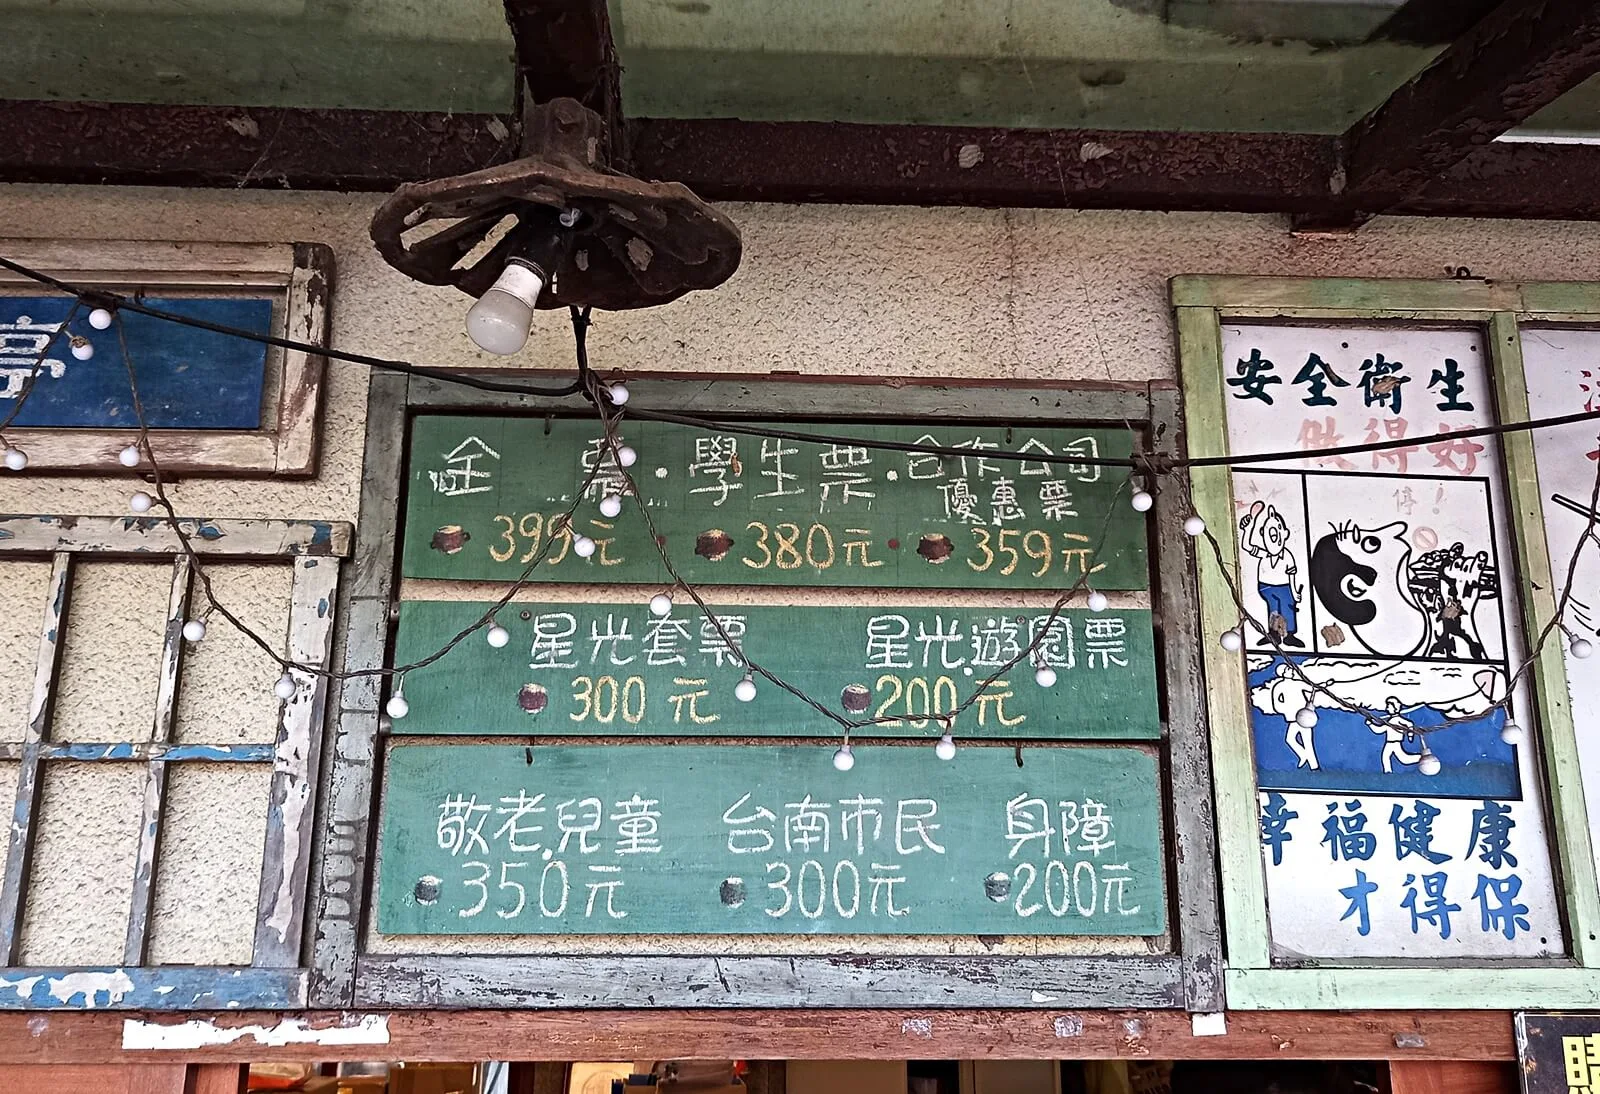 亭
全票.學生票.合作公司
優惠票
399元 380元 359元
星光套票 星光遊園票
300元 200元
敬老.兒童 台南市民 身障
350元 300元 200元
安全衛生
做得好
停!
幸福健康
才得保